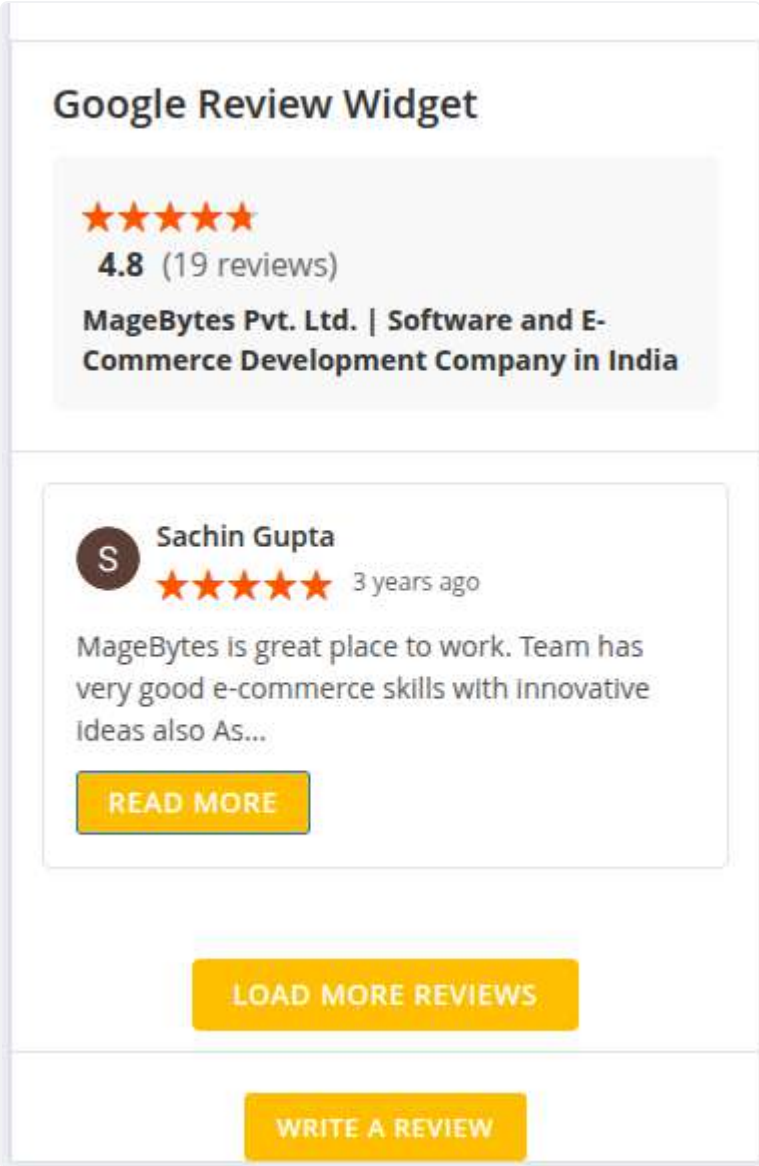 Google Review Widget
4.8 (19 reviews)
MageBytes Pvt. Ltd. | Software and E-
Commerce Development Company in India
S
Sachin Gupta
3 years ago
MageBytes is great place to work. Team has
very good e-commerce skills with innovative
ideas also As...
READ MORE
LOAD MORE REVIEWS
WRITE A REVIEW